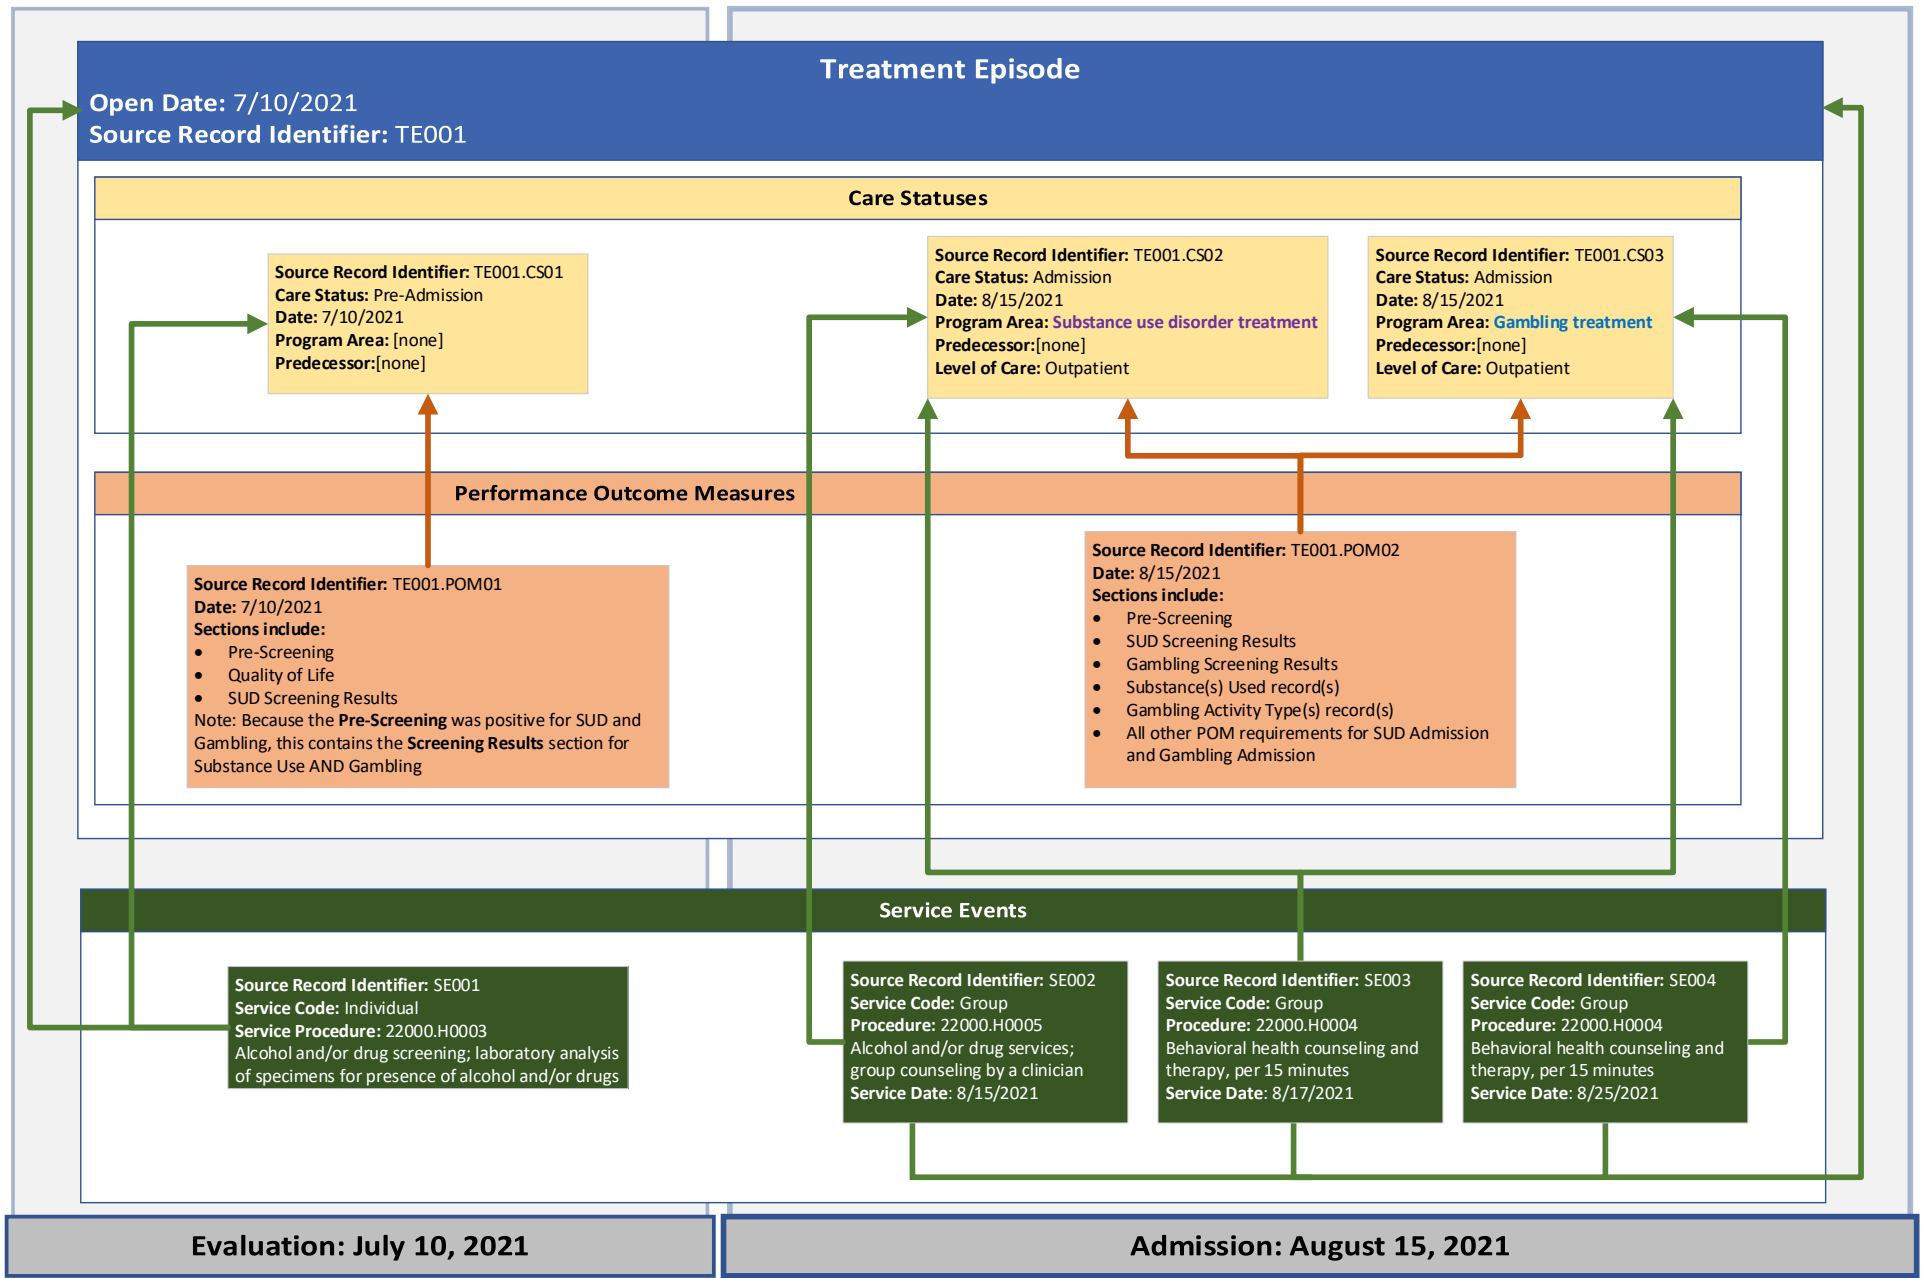 Treatment Episode
Open Date: 7/10/2021
Source Record Identifier: TE001
Care Statuses
Source Record Identifier: TE001.CS01
Care Status: Pre-Admission
Date: 7/10/2021
Program Area: [none]
Predecessor:[none]
Source Record Identifier: TE001.CS02
Care Status: Admission
Date: 8/15/2021
Program Area: Substance use disorder treatment
Predecessor:[none]
Level of Care: Outpatient
Source Record Identifier: TE001.CS03
Care Status: Admission
Date: 8/15/2021
Program Area: Gambling treatment
Predecessor:[none]
Level of Care: Outpatient
Performance Outcome Measures
Source Record Identifier: TE001.POM01
Date: 7/10/2021
Sections include:
• Pre-Screening
• Quality of Life
• SUD Screening Results
Note: Because the Pre-Screening was positive for SUD and
Gambling, this contains the Screening Results section for
Substance Use AND Gambling
Source Record Identifier: TE001.POM02
Date: 8/15/2021
Sections include:
• Pre-Screening
• SUD Screening Results
• Gambling Screening Results
• Substance(s) Used record(s)
• Gambling Activity Type(s) record(s)
• All other POM requirements for SUD Admission
and Gambling Admission
Service Events
Source Record Identifier: SE001
Service Code: Individual
Service Procedure: 22000.H0003
Alcohol and/or drug screening; laboratory analysis
of specimens for presence of alcohol and/or drugs
Source Record Identifier: SE002
Service Code: Group
Procedure: 22000.H0005
Alcohol and/or drug services;
group counseling by a clinician
Service Date: 8/15/2021
Source Record Identifier: SE003
Service Code: Group
Procedure: 22000.H0004
Behavioral health counseling and
therapy, per 15 minutes
Service Date: 8/17/2021
Source Record Identifier: SE004
Service Code: Group
Procedure: 22000.H0004
Behavioral health counseling and
therapy, per 15 minutes
Service Date: 8/25/2021
Evaluation: July 10, 2021
Admission: August 15, 2021